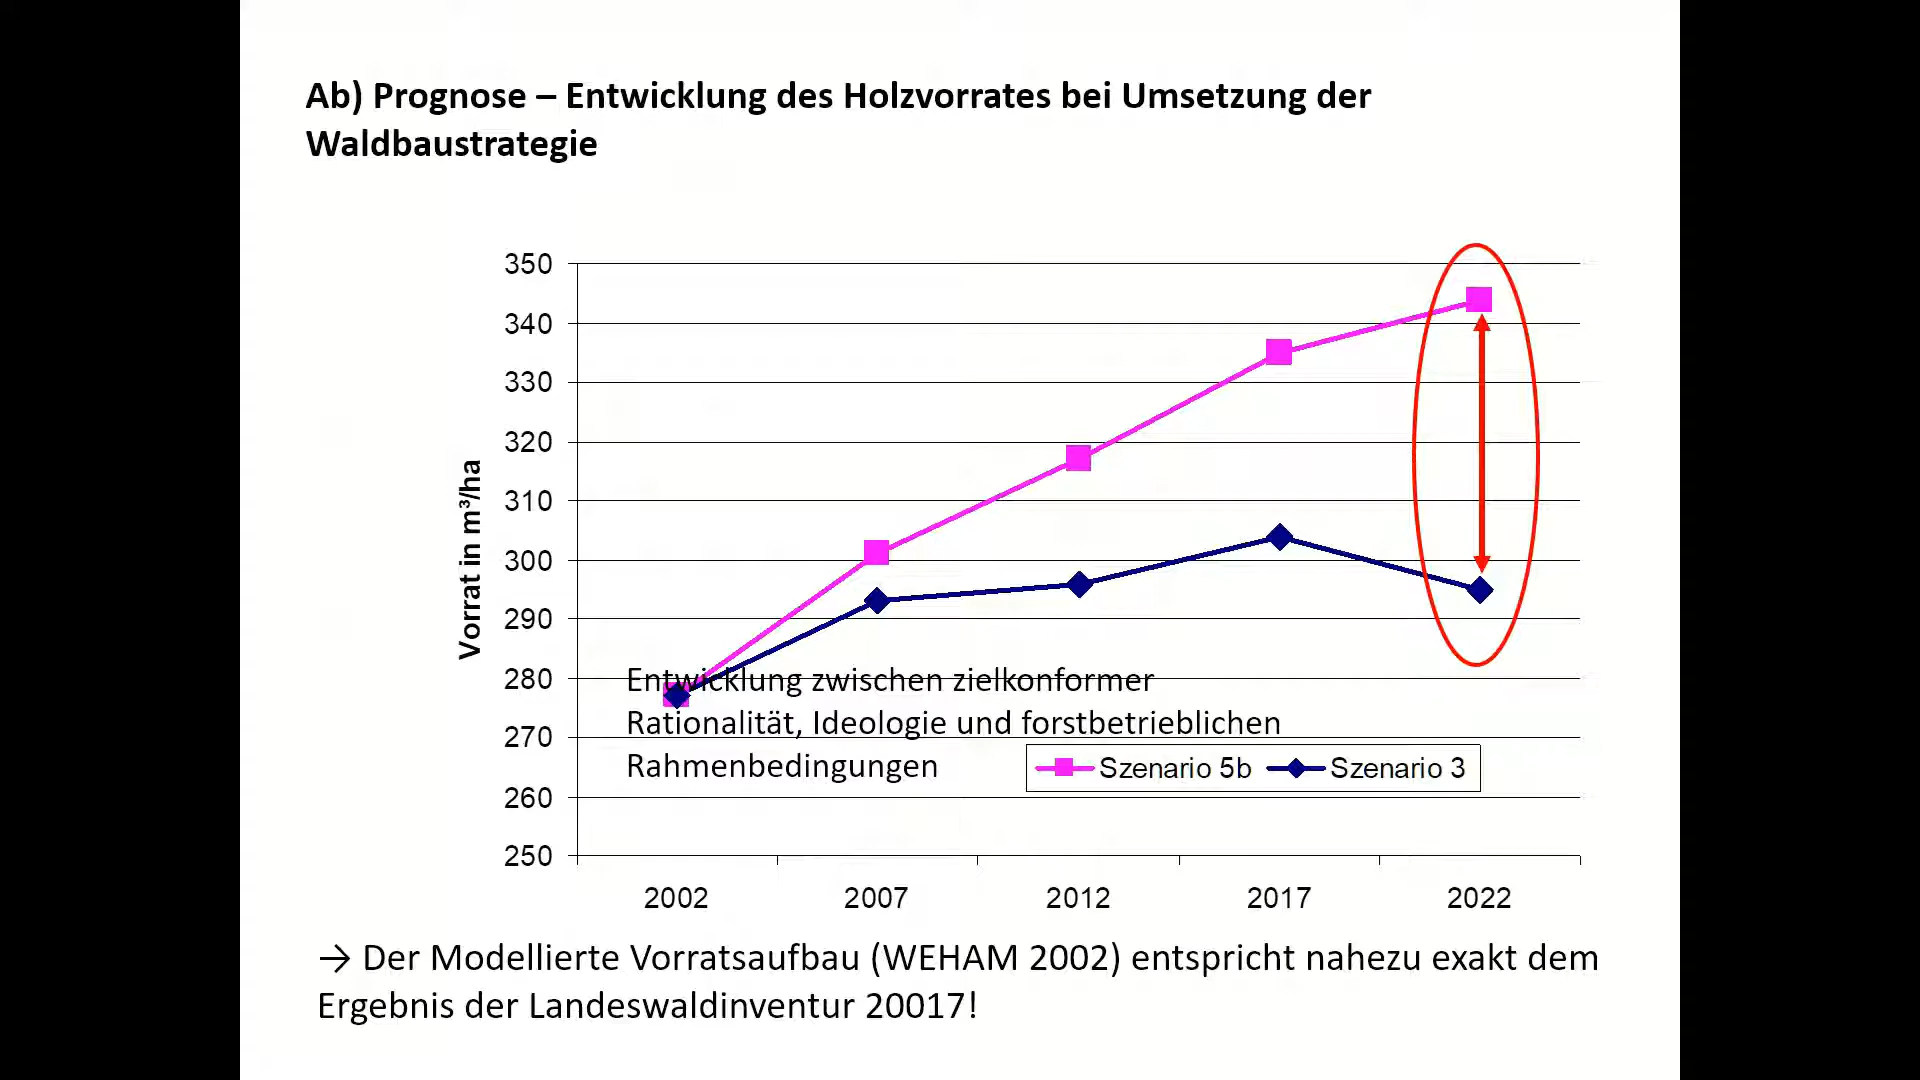 Ab) Prognose – Entwicklung des Holzvorrates bei Umsetzung der
Waldbaustrategie
350
340
330
320
310
300
290
280
270
260
250
Vorrat in m³/ha
Entwicklung zwischen zielkonformer
Rationalität, Ideologie und forstbetrieblichen
Rahmenbedingungen
Szenario 5b Szenario 3
2002 2007 2012 2017 2022
→ Der Modellierte Vorratsaufbau (WEHAM 2002) entspricht nahezu exakt dem
Ergebnis der Landeswaldinventur 20017!